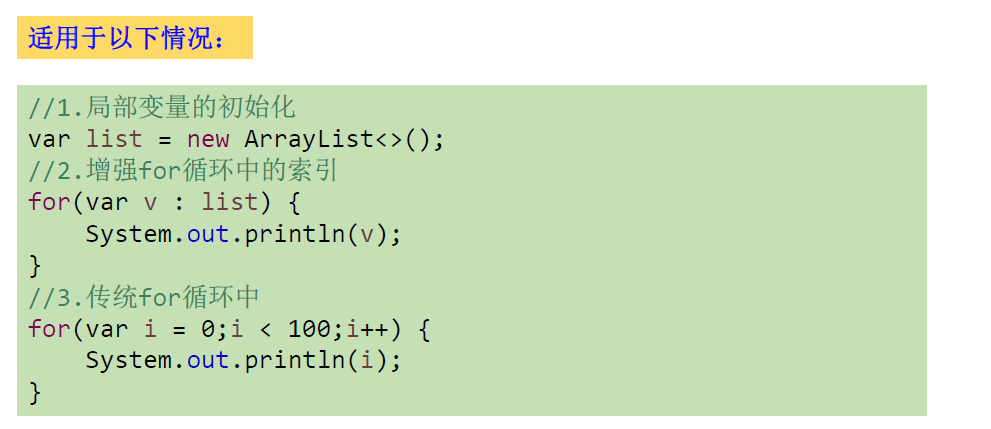 适用于以下情况：
//1.局部变量的初始化
var list = new ArrayList<>();
//2.增强for循环中的索引
for(var v : list) {
    System.out.println(v);
}
//3.传统for循环中
for(var i = 0;i < 100;i++) {
    System.out.println(i);
}